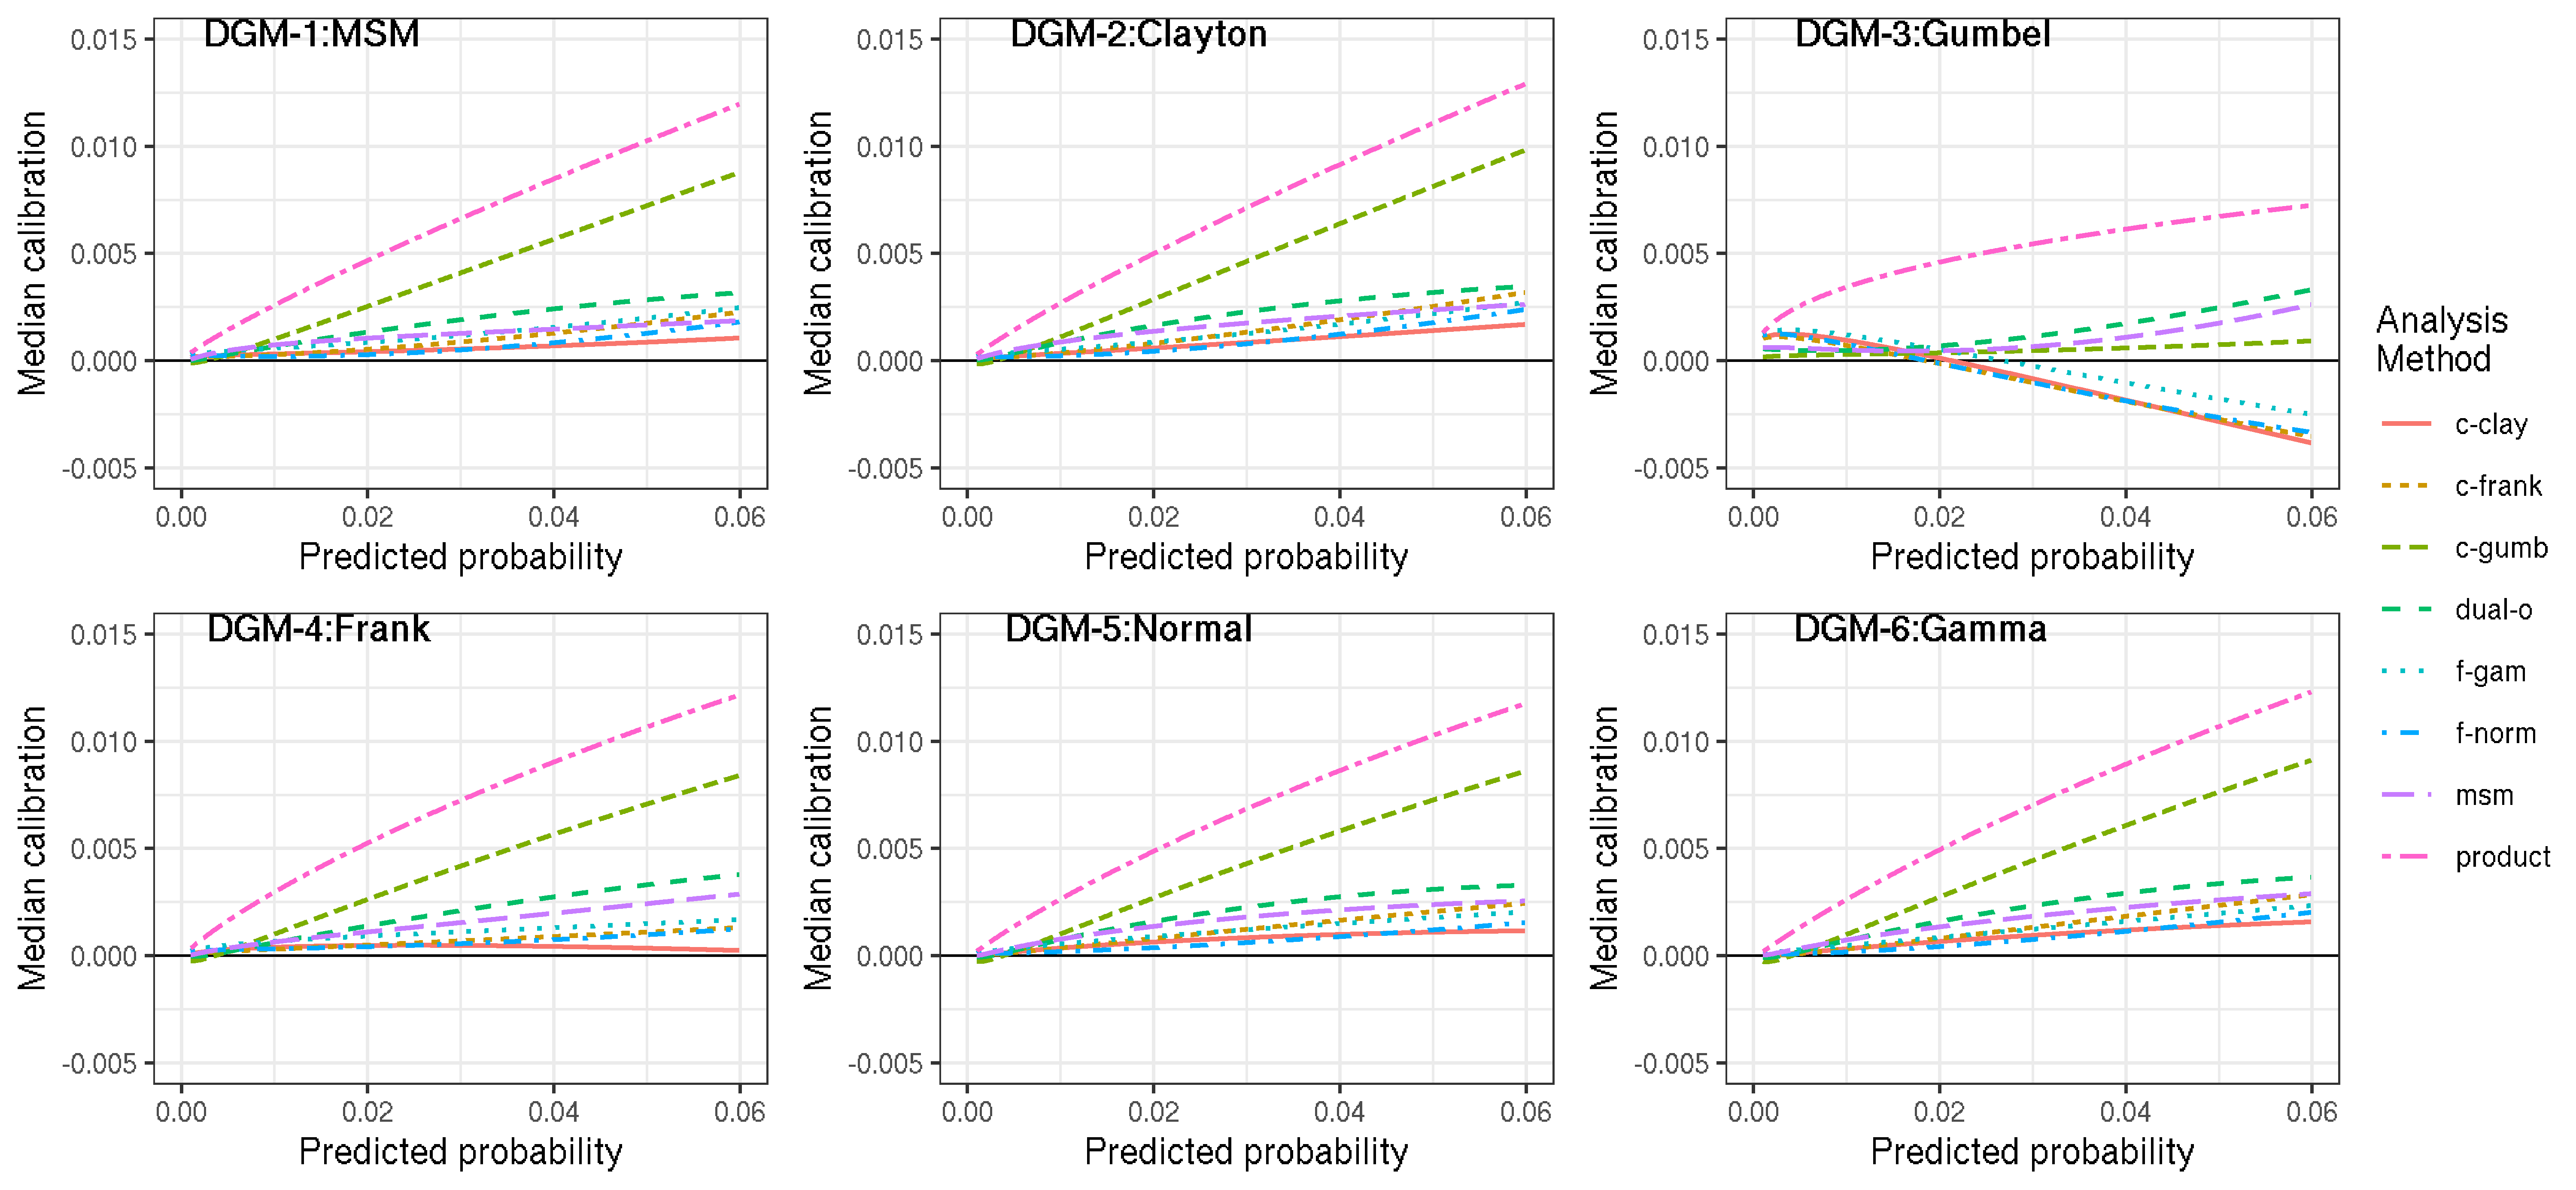 DGM-1:MSM
0.015
0.010
0.005
0.000
-0.005
Median calibration
0.00 0.02 0.04 0.06
Predicted probability
DGM-2:Clayton
0.015
0.010
0.005
0.000
-0.005
Median calibration
0.00 0.02 0.04 0.06
Predicted probability
DGM-3:Gumbel
0.015
0.010
0.005
0.000
-0.005
Median calibration
0.00 0.02 0.04 0.06
Predicted probability
DGM-4:Frank
0.015
0.010
0.005
0.000
-0.005
Median calibration
0.00 0.02 0.04 0.06
Predicted probability
DGM-5:Normal
0.015
0.010
0.005
0.000
-0.005
Median calibration
0.00 0.02 0.04 0.06
Predicted probability
DGM-6:Gamma
0.015
0.010
0.005
0.000
-0.005
Median calibration
0.00 0.02 0.04 0.06
Predicted probability
Analysis
Method
c-clay
c-frank
c-gumb
dual-o
f-gam
f-norm
msm
product